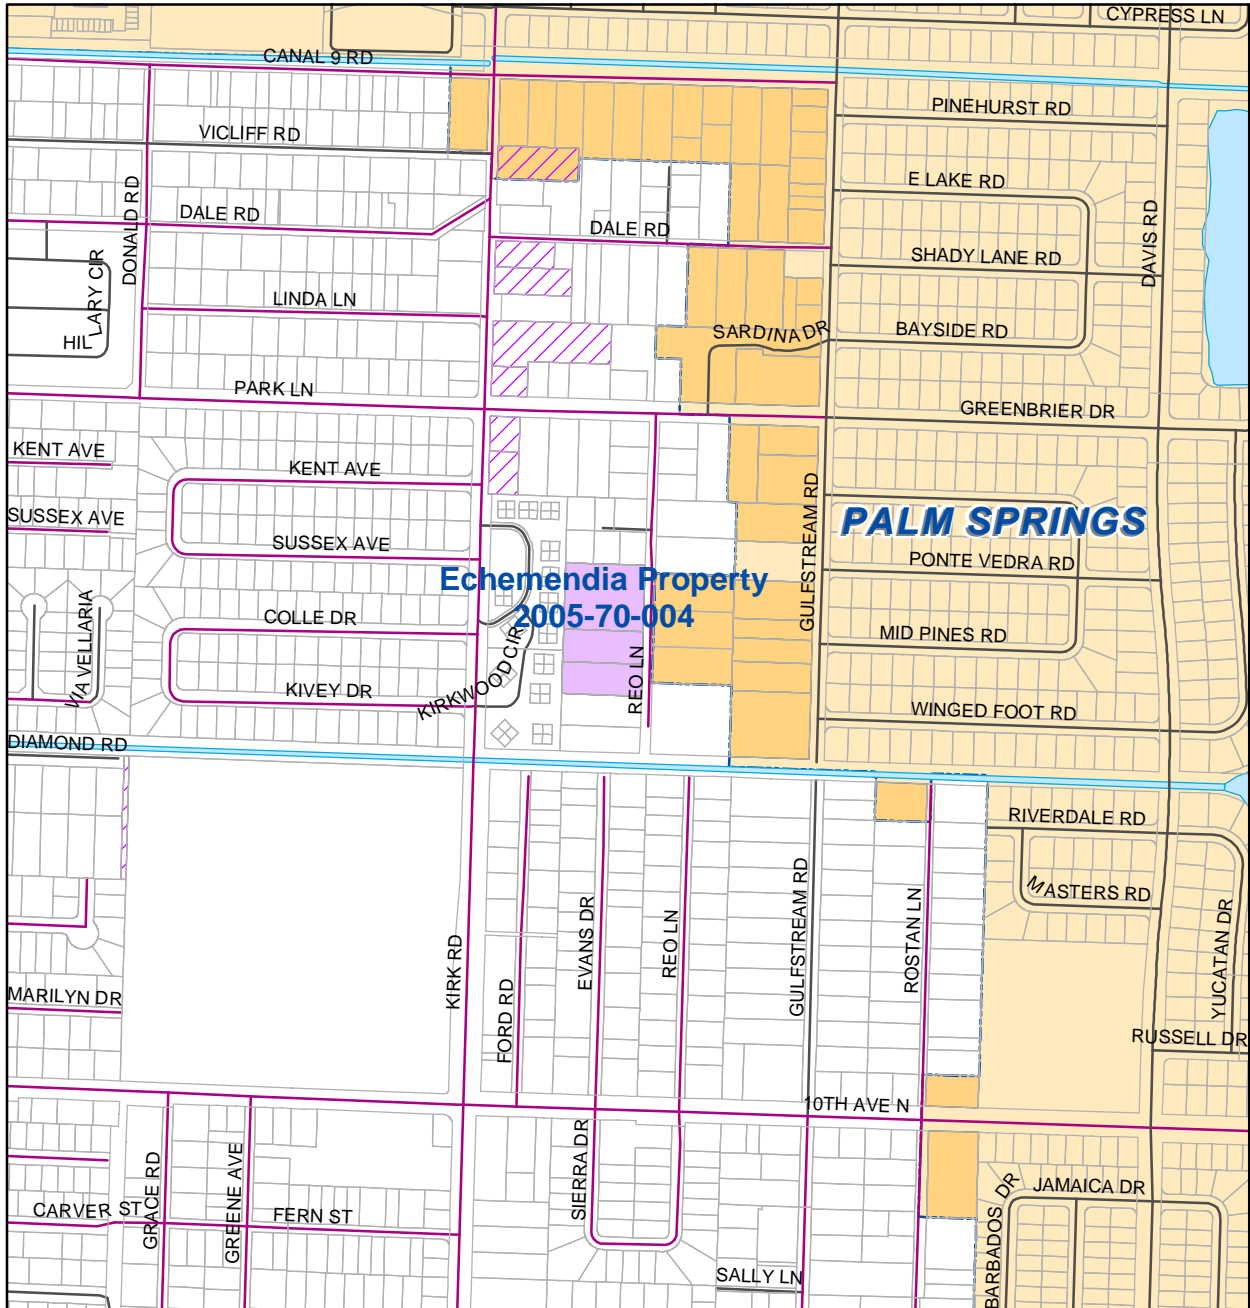 CYPRESS LN
CANAL 9 RD
PINEHURST RD
VICLIFF RD
E LAKE RD
DONALD RD
DALE RD
DALE RD
DAVIS RD
SHADY LANE RD
HIL LARY CIR
LINDA LN
SARDINA DR
BAYSIDE RD
PARK LN
GREENBRIER DR
KENT AVE
KENT AVE
SUSSEX AVE
SUSSEX AVE
GULFSTREAM RD
PALM SPRINGS
PONTE VEDRA RD
Echemendia Property
2005-70-004
COLLE DR
MID PINES RD
VIA VELLARIA
KIVEY DR
KIRKWOOD CIR
REO LN
WINGED FOOT RD
DIAMOND RD
RIVERDALE RD
MASTERS RD
KIRK RD
FORD RD
EVANS DR
REO LN
GULFSTREAM RD
ROSTAN LN
YUCATAN DR
MARILYN DR
RUSSELL DR
10TH AVE N
GRACE RD
GREENE AVE
SIERRA DR
JAMAICA DR
CARVER ST
FERN ST
BARBADOS DR
SALLY LN